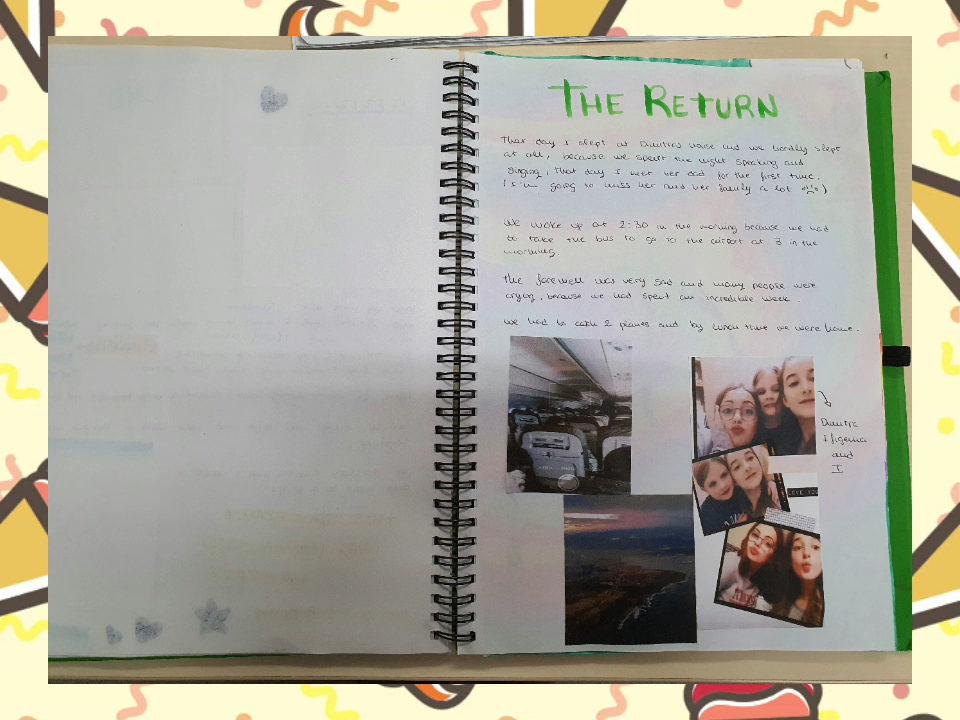 THE RETURN
That day I slept at Dimitra's house and we hardly slept
at all, because we spent the night speaking and
singing, that day I met her dad for the first time.
(I'm going to miss her and her family a lot)
We woke up at 2:30 in the morning because we had
to take the bus to go to the airport at 3 in the
morning.
The farewell was very sad and many people were
crying, because we had spent an incredible week.
We had to catch 2 planes and by lunch time we were home.
Dimitra
Ifigenia
and
I
LOVE YOU